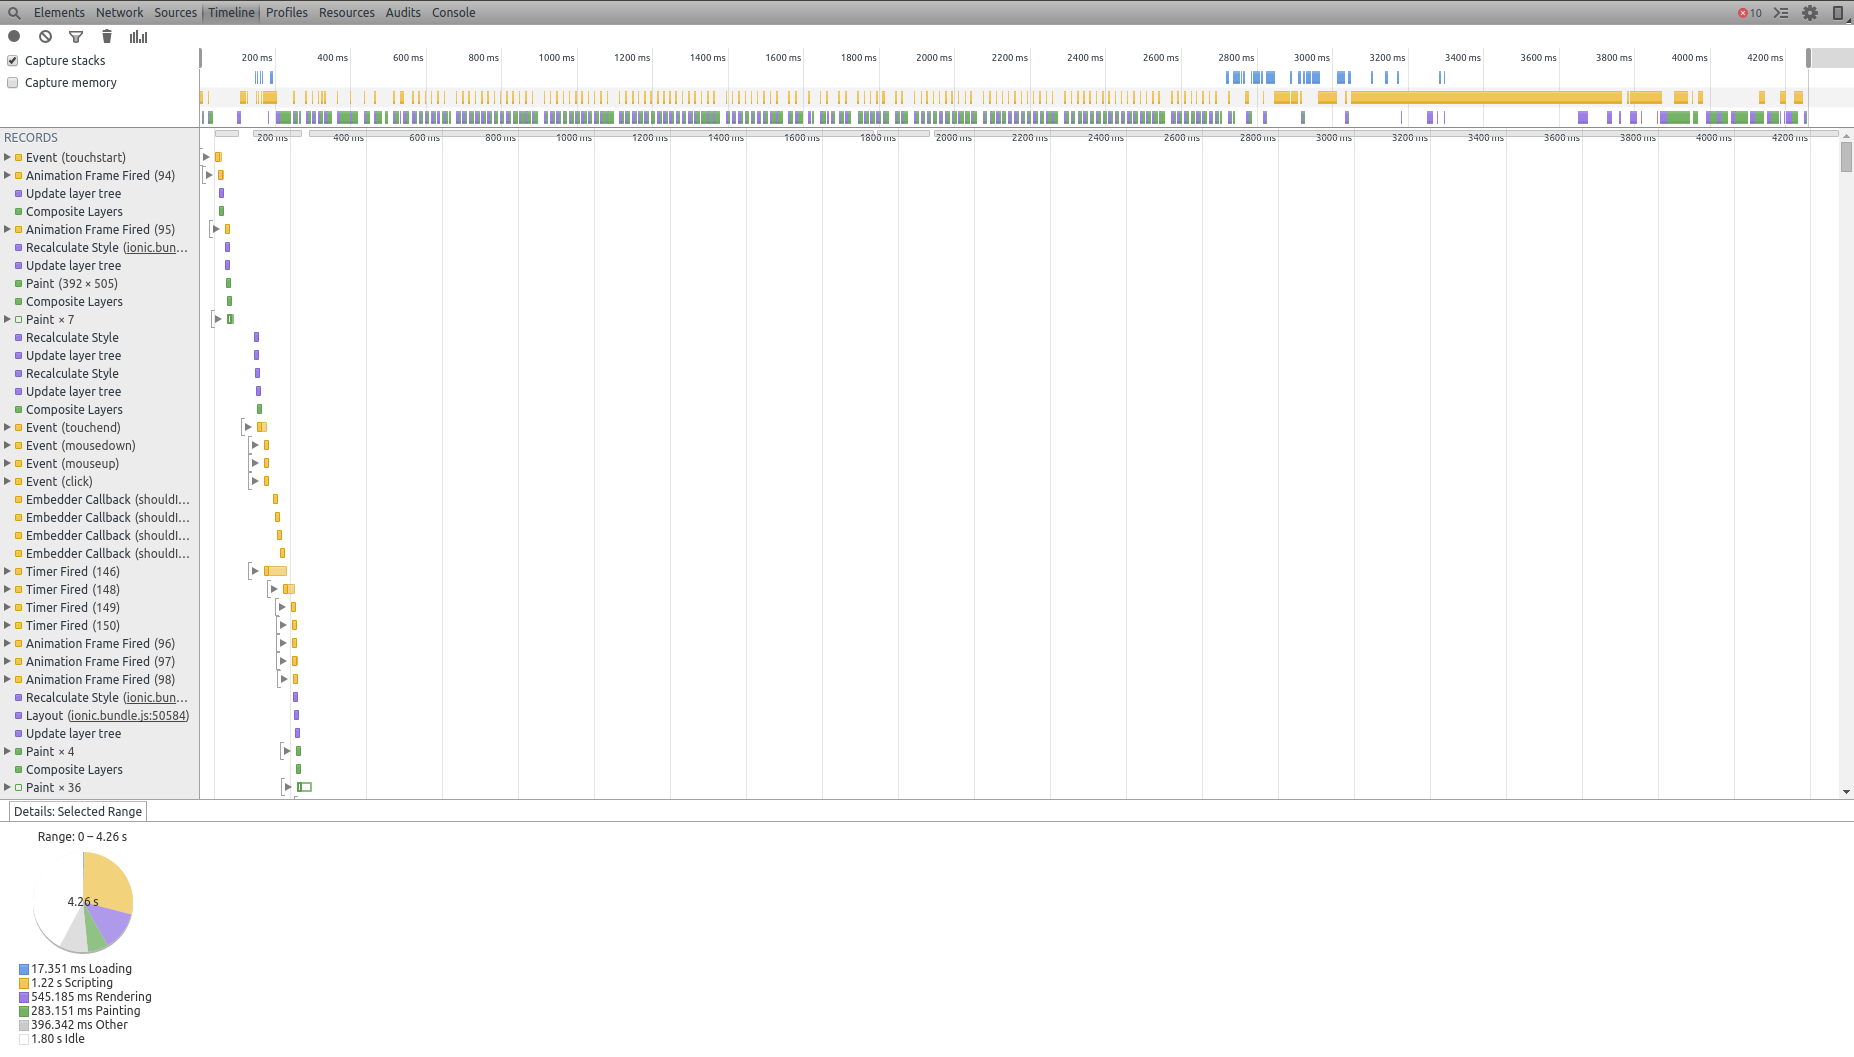 Elements Network Sources Timeline Profiles Resources Audits Console 10
Capture stacks
Capture memory
200 ms 400 ms 600 ms 800 ms 1000 ms 1200 ms 1400 ms 1600 ms 1800 ms 2000 ms 2200 ms 2400 ms 2600 ms 2800 ms 3000 ms 3200 ms 3400 ms 3600 ms 3800 ms 4000 ms 4200 ms
RECORDS
200 ms 400 ms 600 ms 800 ms 1000 ms 1200 ms 1400 ms 1600 ms 1800 ms 2000 ms 2200 ms 2400 ms 2600 ms 2800 ms 3000 ms 3200 ms 3400 ms 3600 ms 3800 ms 4000 ms 4200 ms
Event (touchstart)
Animation Frame Fired (94)
Update layer tree
Composite Layers
Animation Frame Fired (95)
Recalculate Style (ionic.bun...
Update layer tree
Paint (392 × 505)
Composite Layers
Paint × 7
Recalculate Style
Update layer tree
Recalculate Style
Update layer tree
Composite Layers
Event (touchend)
Event (mousedown)
Event (mouseup)
Event (click)
Embedder Callback (shouldI...
Embedder Callback (shouldI...
Embedder Callback (shouldI...
Embedder Callback (shouldI...
Timer Fired (146)
Timer Fired (148)
Timer Fired (149)
Timer Fired (150)
Animation Frame Fired (96)
Animation Frame Fired (97)
Animation Frame Fired (98)
Recalculate Style (ionic.bun...
Layout (ionic.bundle.js:50584)
Update layer tree
Paint × 4
Composite Layers
Paint × 36
Details: Selected Range
Range: 0 – 4.26 s
4.26 s
17.351 ms Loading
1.22 s Scripting
545.185 ms Rendering
283.151 ms Painting
396.342 ms Other
1.80 s Idle